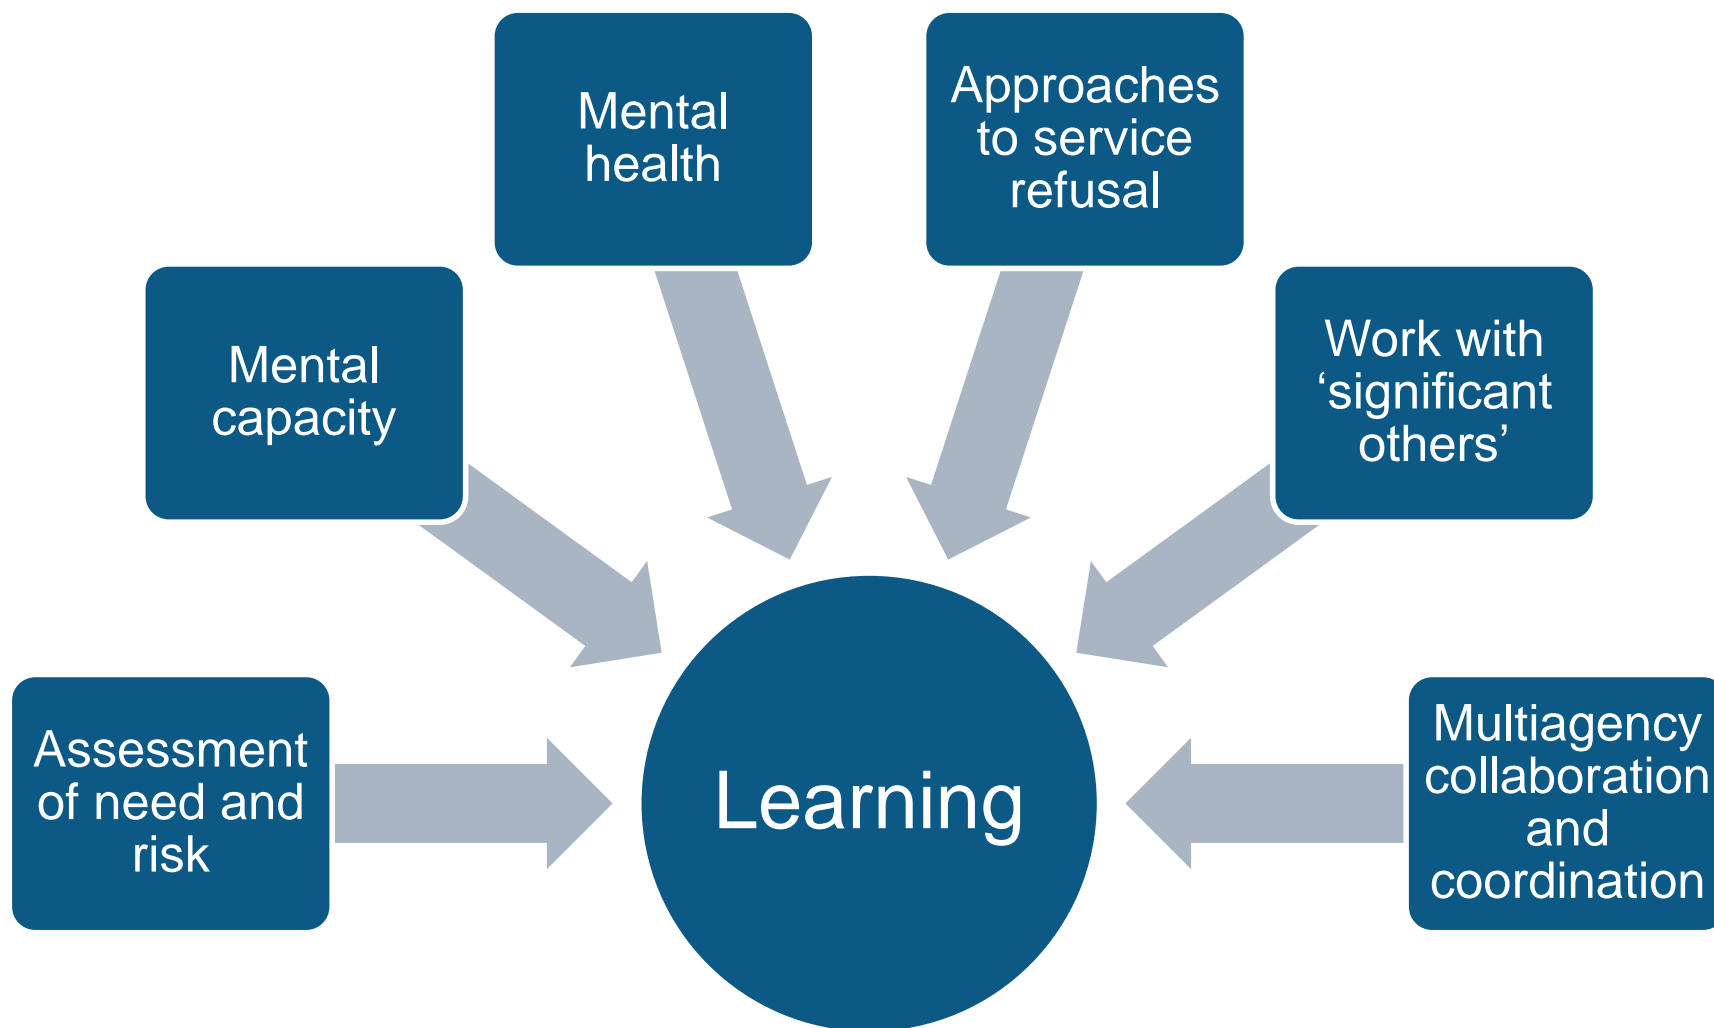 Mental
health
Approaches
to service
refusal
Mental
capacity
Work with
‘significant
others’
Assessment
of need and
risk
Learning
Multiagency
collaboration
and
coordination